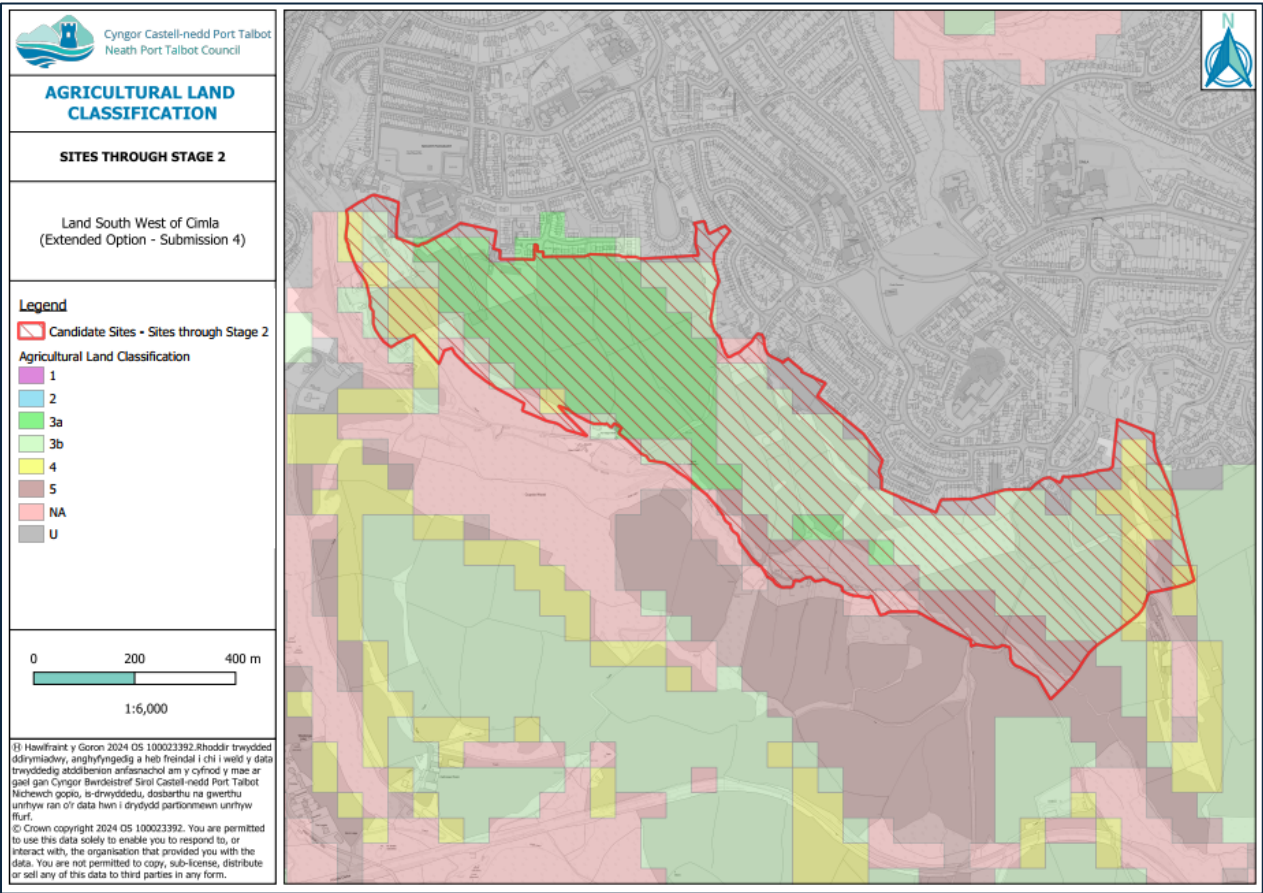 Cyngor Castell-nedd Port Talbot
Neath Port Talbot Council
AGRICULTURAL LAND
CLASSIFICATION
SITES THROUGH STAGE 2
Land South West of Cimla
(Extended Option - Submission 4)
Legend
Candidate Sites - Sites through Stage 2
Agricultural Land Classification
1
2
3a
3b
4
5
NA
U
0 200 400 m
1:6,000
Ⓗ Hawlfraint y Goron 2024 OS 100023392.Rhoddir trwydded
ddirymiadwy, anghyfyngedig a heb freindal i chi i weld y data
trwyddedig atddibenion anfasnachol am y cyfnod y mae ar
gael gan Cyngor Bwrdeistref Sirol Castell-nedd Port Talbot
Nichewch gopïo, is-drwyddedu, dosbarthu na gwerthu
unrhyw ran o'r data hwn i drydydd partionmewn unrhyw
ffurf.
© Crown copyright 2024 OS 100023392. You are permitted
to use this data solely to enable you to respond to, or
interact with, the organisation that provided you with the
data. You are not permitted to copy, sub-license, distribute
or sell any of this data to third parties in any form.
N